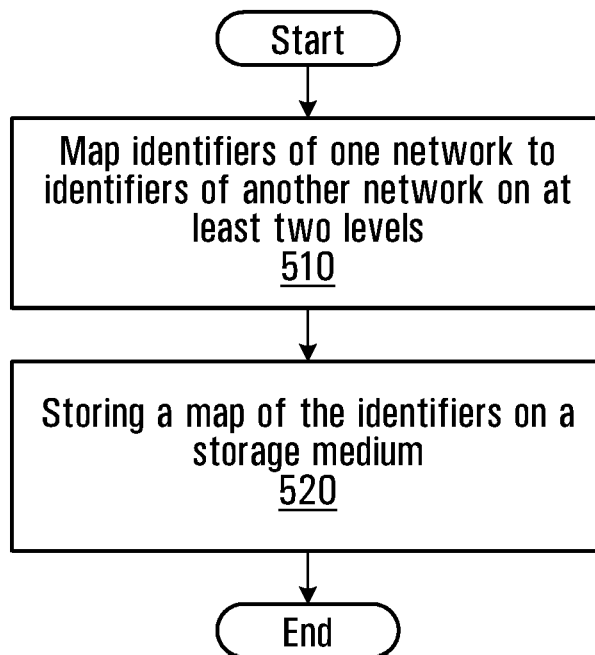 Start
Map identifiers of one network to
identifiers of another network on at
least two levels
510
Storing a map of the identifiers on a
storage medium
520
End